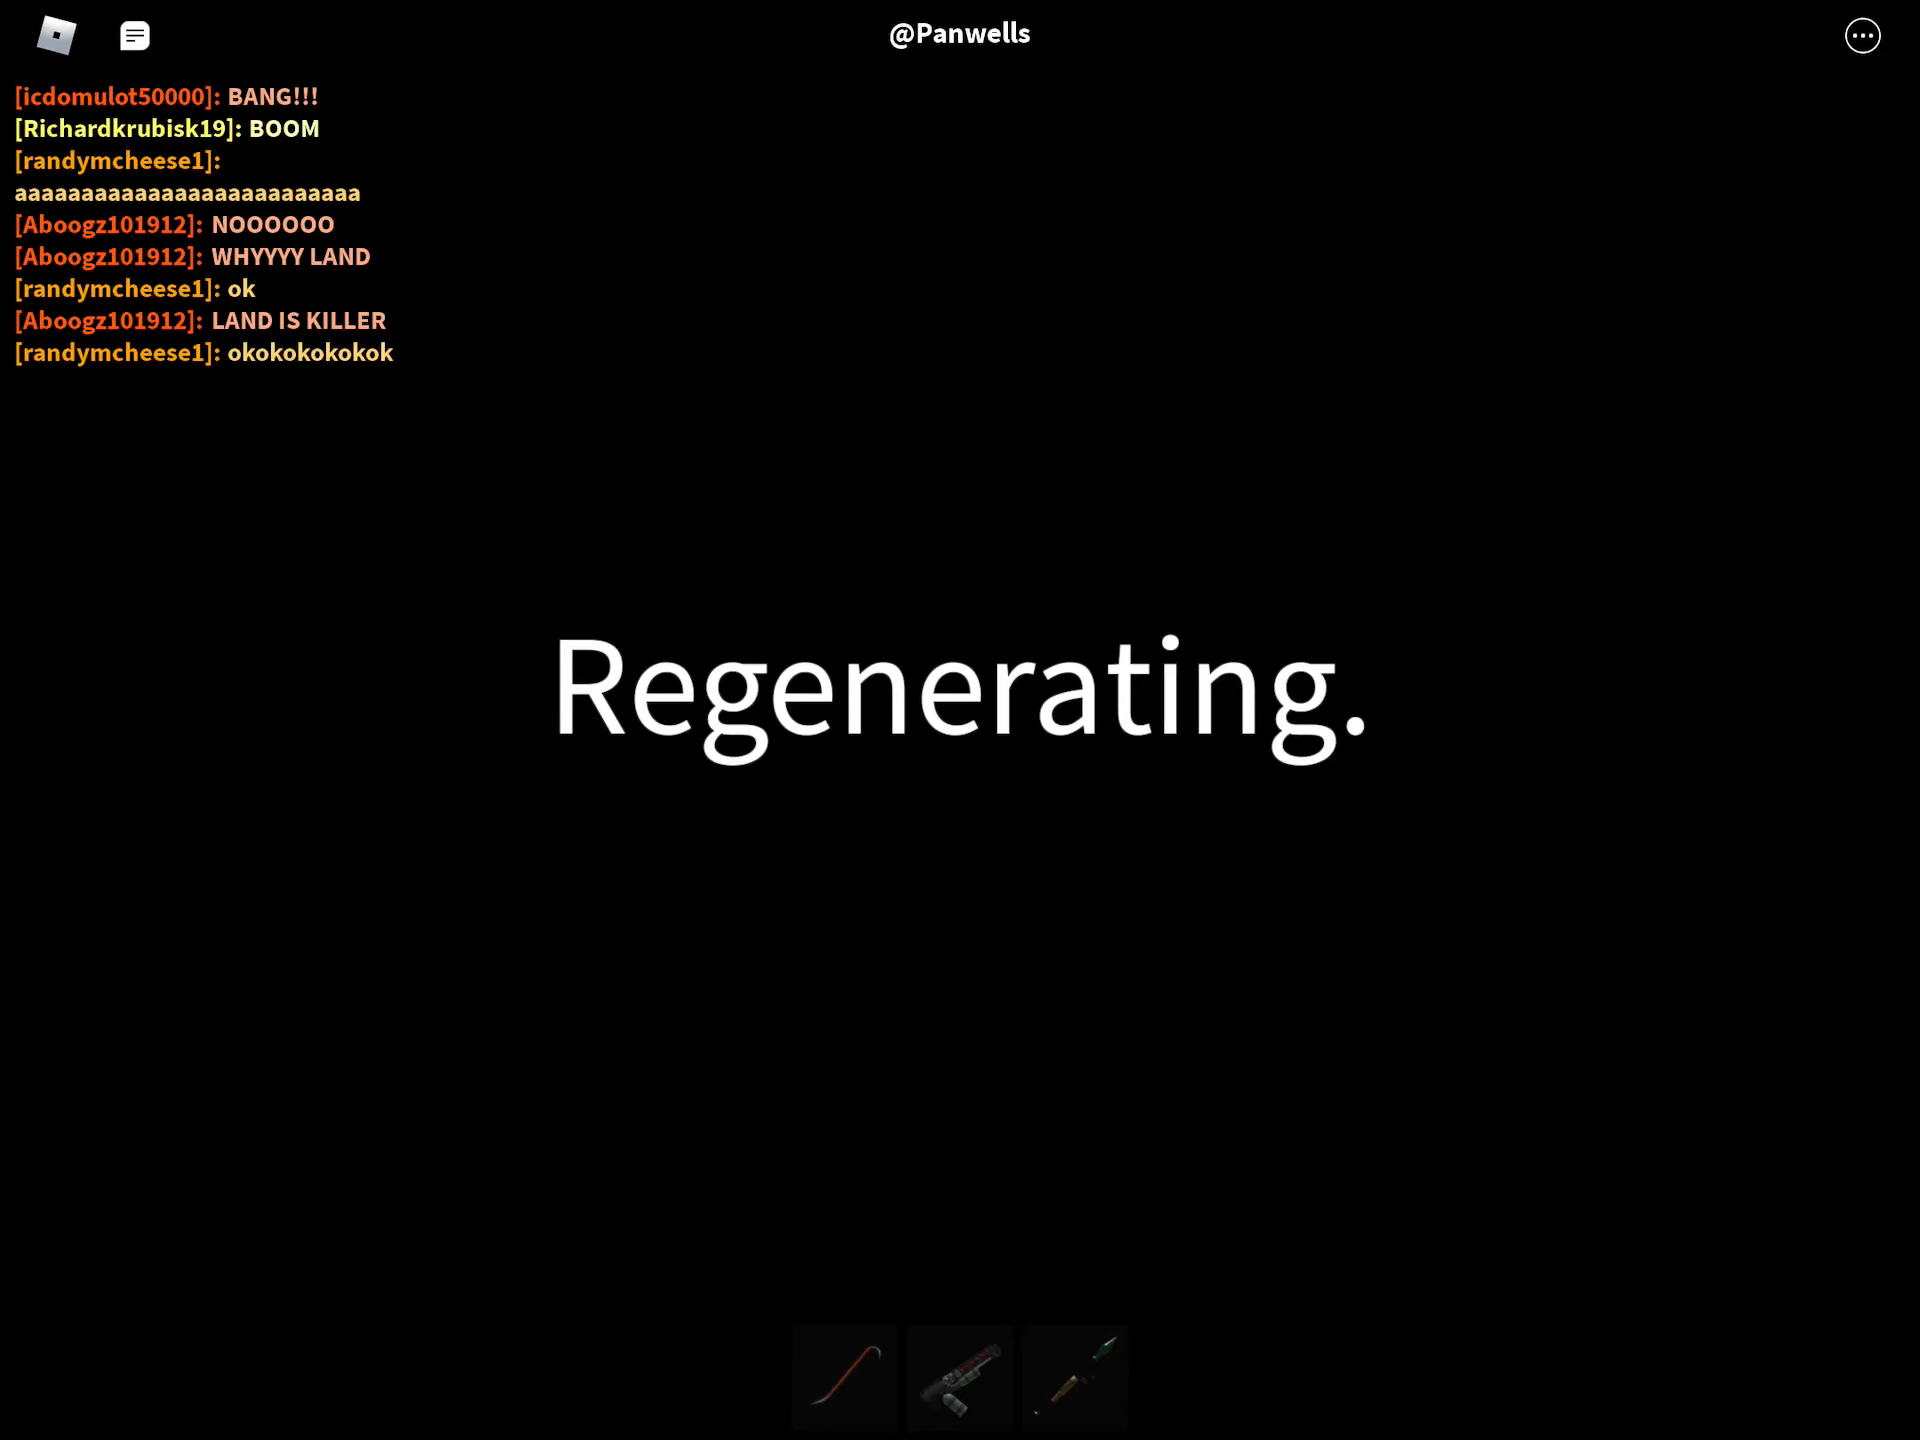 @Panwells
[icdomulot50000]: BANG!!!
[Richardkrubisk19]: BOOM
[randymcheese1]:
aaaaaaaaaaaaaaaaaaaaaaaaaa
[Aboogz101912]: NOOOOOO
[Aboogz101912]: WHYYYY LAND
[randymcheese1]: ok
[Aboogz101912]: LAND IS KILLER
[randymcheese1]: okokokokokok
Regenerating.